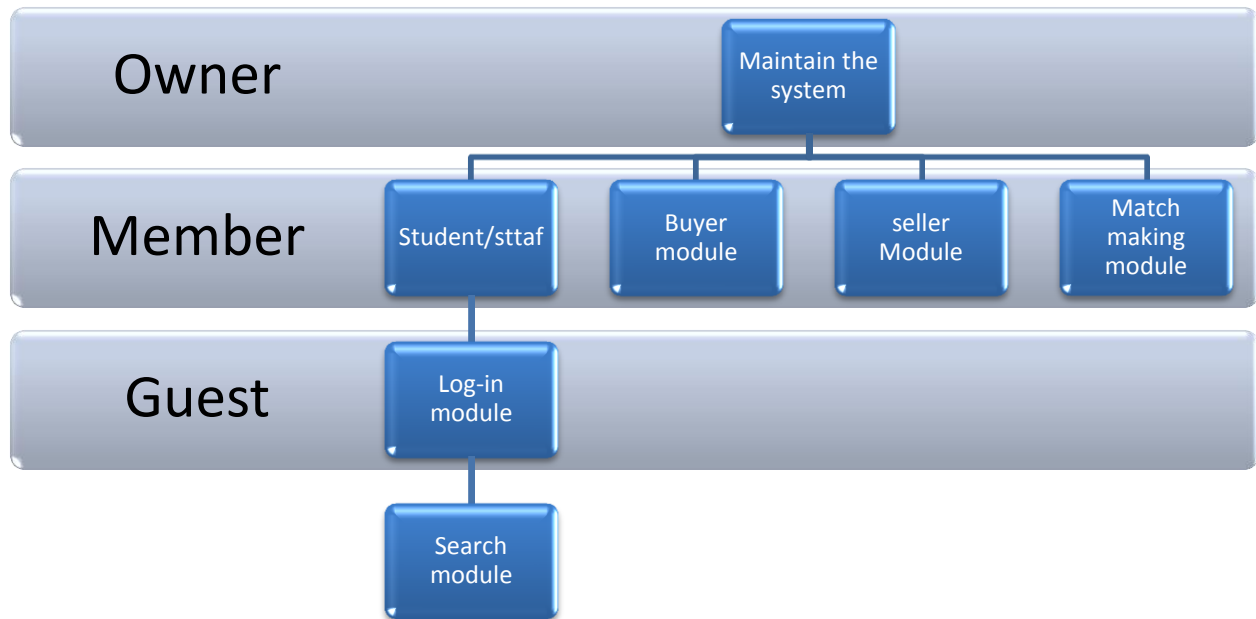 Owner
Maintain the
system
Member
Student/sttaf
Buyer
module
seller
Module
Match
making
module
Guest
Log-in
module
Search
module